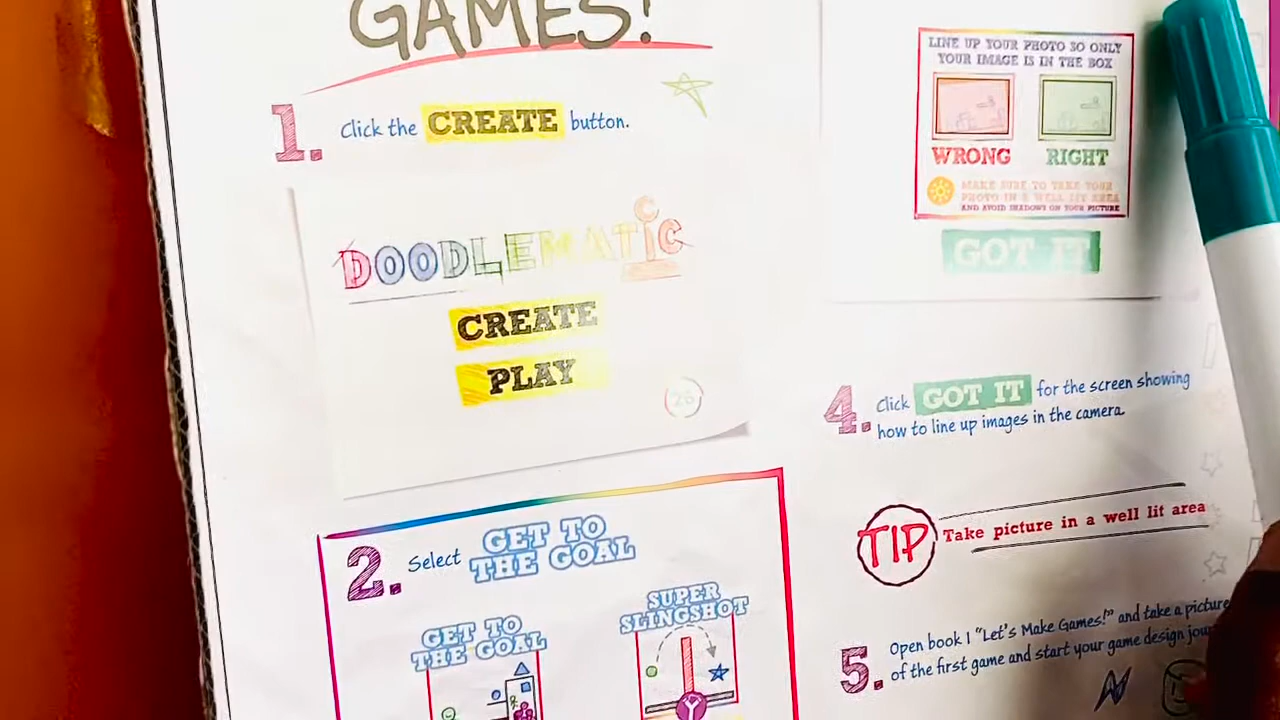 GAMES!
1. Click the CREATE button.
DOODLEMATIC
CREATE
PLAY
26
2. Select GET TO
THE GOAL
GET TO
THE GOAL
SUPER
SLINGSHOT
Y
LINE UP YOUR PHOTO SO ONLY
YOUR IMAGE IS IN THE BOX
WRONG RIGHT
MAKE SURE TO TAKE YOUR
PHOTO IN A WELL LIT AREA
AND AVOID SHADOWS ON YOUR PICTURE
GOT IT
4. Click GOT IT for the screen showing
how to line up images in the camera.
TIP Take picture in a well lit area
5. Open book 1 "Let's Make Games!" and take a picture
of the first game and start your game design